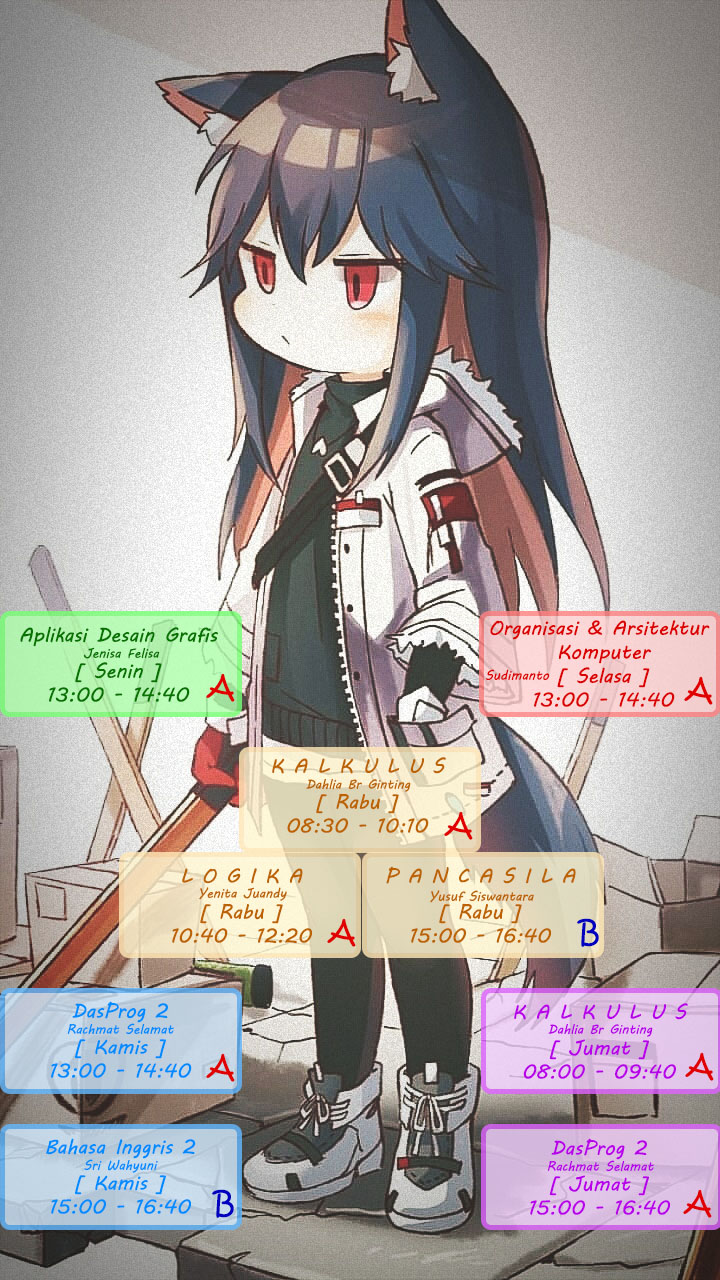 Aplikasi Desain Grafis
Jenisa Felisa
[ Senin ]
13:00 - 14:40 A
Organisasi & Arsitektur
Komputer
Sudimanto [ Selasa ]
13:00 - 14:40 A
KALKULUS
Dahlia Br Ginting
[ Rabu ]
08:30 - 10:10 A
LOGIKA
Yenita Juandy
[ Rabu ]
10:40 - 12:20 A
PANCASILA
Yusuf Siswantara
[ Rabu ]
15:00 - 16:40 B
DasProg 2
Rachmat Selamat
[ Kamis ]
13:00 - 14:40 A
KALKULUS
Dahlia Br Ginting
[ Jumat ]
08:00 - 09:40 A
Bahasa Inggris 2
Sri Wahyuni
[ Kamis ]
15:00 - 16:40 B
DasProg 2
Rachmat Selamat
[ Jumat ]
15:00 - 16:40 A